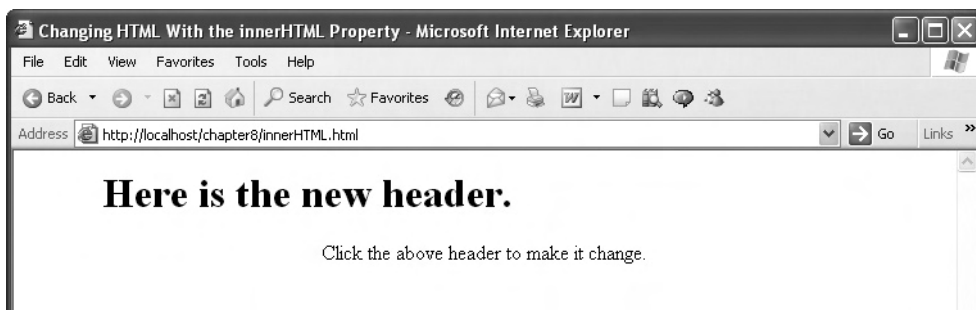 Changing HTML With the innerHTML Property - Microsoft Internet Explorer
File Edit View Favorites Tools Help
Back Search Favorites W
Address http://localhost/chapter8/innerHTML.html Go Links »
Here is the new header.
Click the above header to make it change.